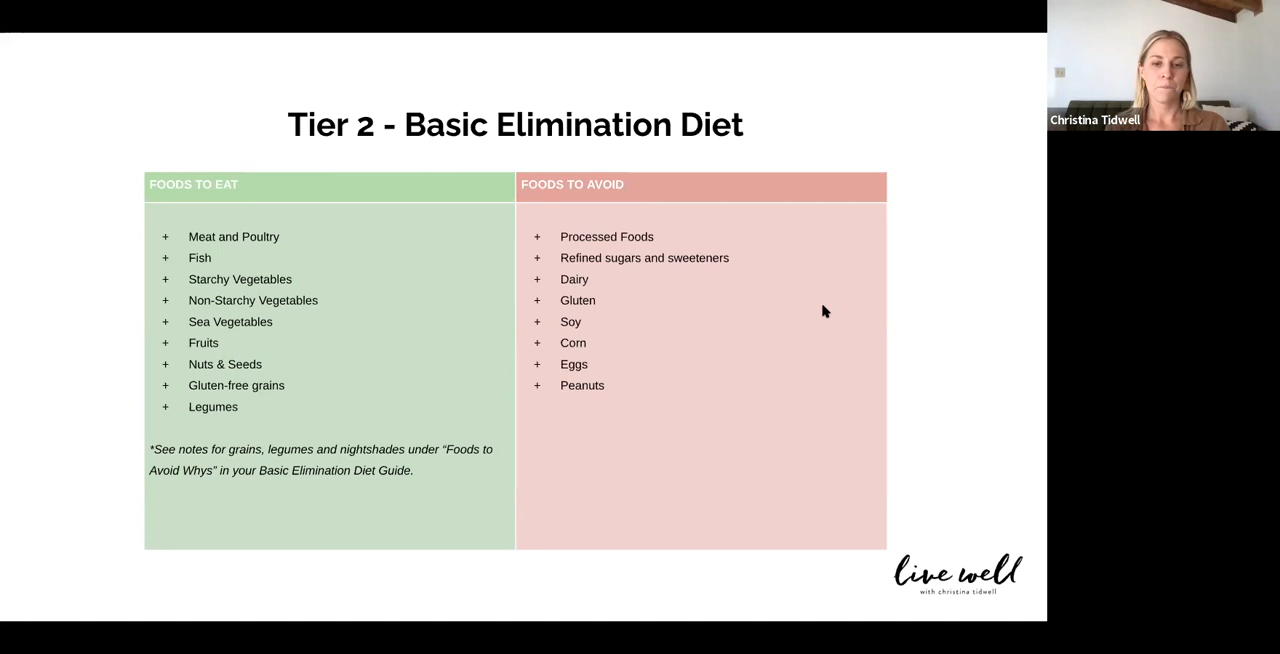 Tier 2 - Basic Elimination Diet
FOODS TO EAT
+ Meat and Poultry
+ Fish
+ Starchy Vegetables
+ Non-Starchy Vegetables
+ Sea Vegetables
+ Fruits
+ Nuts & Seeds
+ Gluten-free grains
+ Legumes
*See notes for grains, legumes and nightshades under “Foods to
Avoid Whys” in your Basic Elimination Diet Guide.
FOODS TO AVOID
+ Processed Foods
+ Refined sugars and sweeteners
+ Dairy
+ Gluten
+ Soy
+ Corn
+ Eggs
+ Peanuts
live well
with christina tidwell
Christina Tidwell